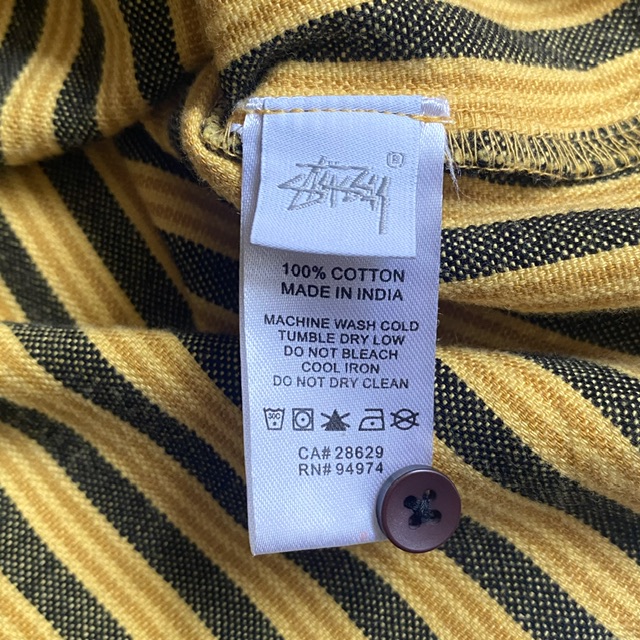 STÜSSY ®
100% COTTON
MADE IN INDIA
MACHINE WASH COLD
TUMBLE DRY LOW
DO NOT BLEACH
COOL IRON
DO NOT DRY CLEAN
CA# 28629
RN# 94974